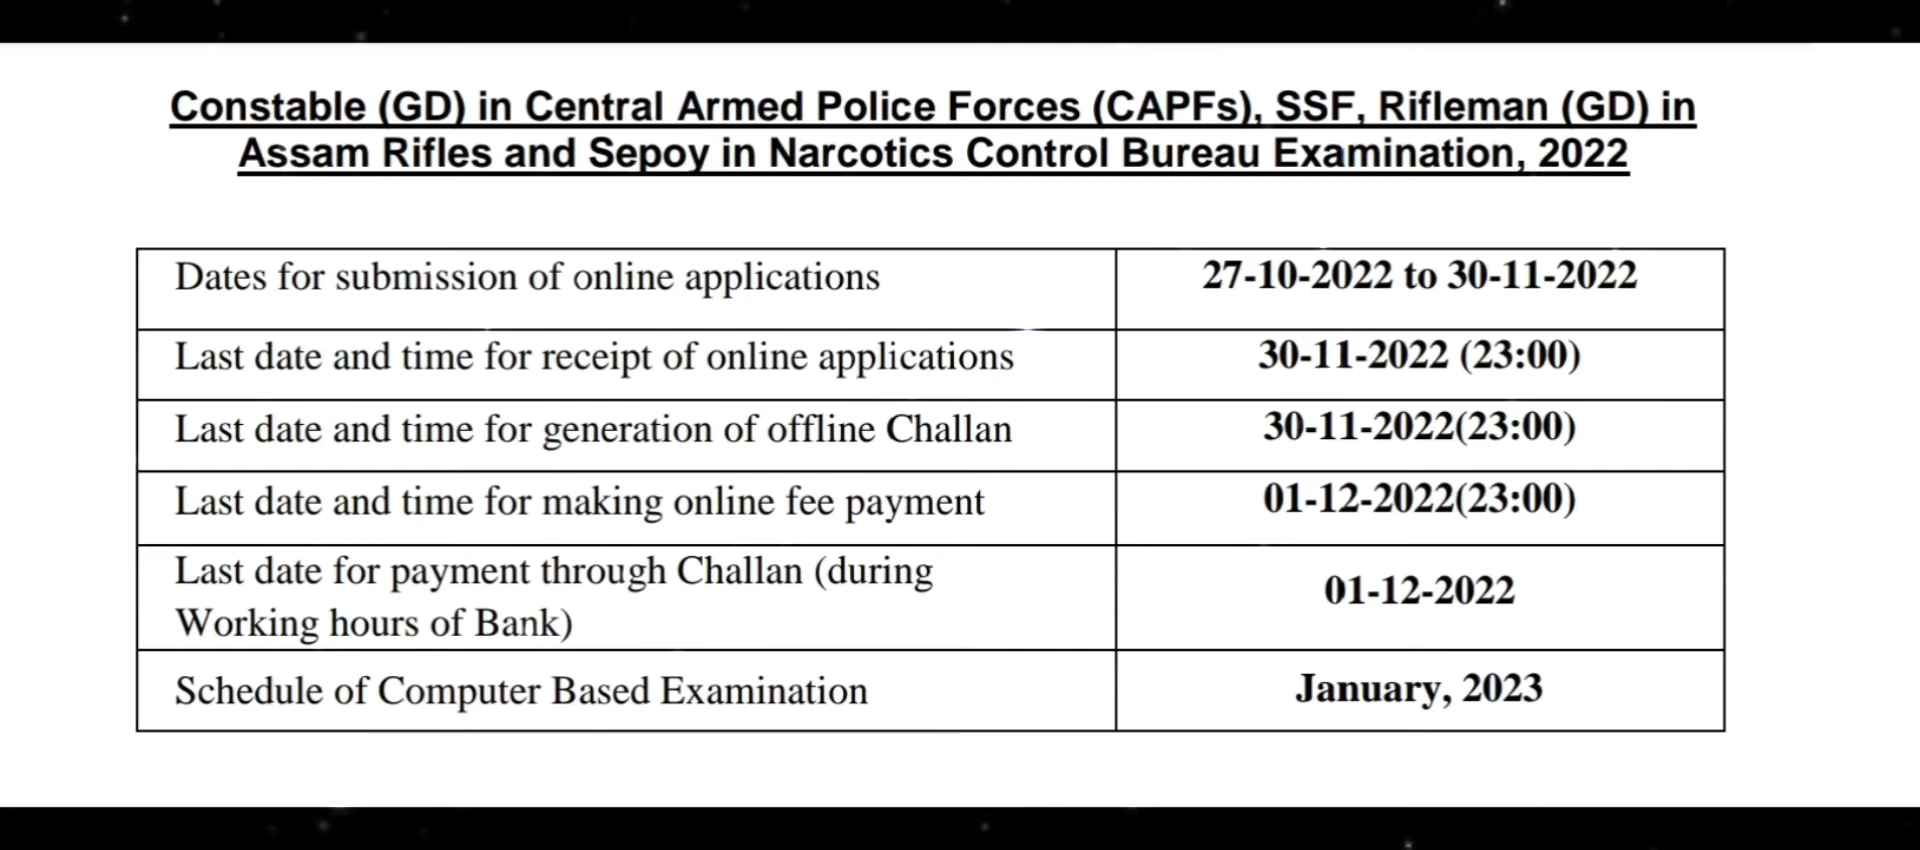 Constable (GD) in Central Armed Police Forces (CAPFs), SSF, Rifleman (GD) in
Assam Rifles and Sepoy in Narcotics Control Bureau Examination, 2022
Dates for submission of online applications 27-10-2022 to 30-11-2022
Last date and time for receipt of online applications 30-11-2022 (23:00)
Last date and time for generation of offline Challan 30-11-2022(23:00)
Last date and time for making online fee payment 01-12-2022(23:00)
Last date for payment through Challan (during
Working hours of Bank) 01-12-2022
Schedule of Computer Based Examination January, 2023